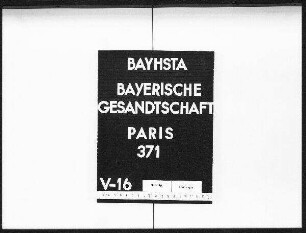 BAYHSTA
BAYERISCHE
GESANDTSCHAFT
PARIS
371
V-16